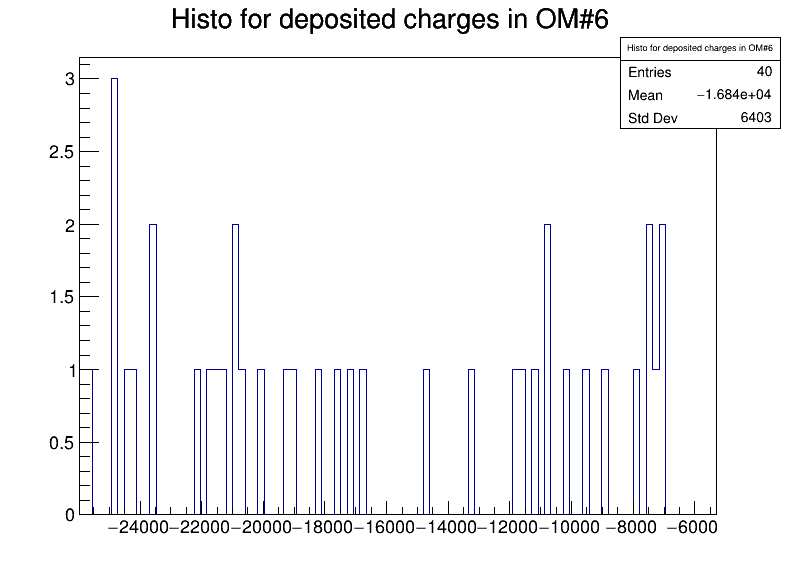 Histo for deposited charges in OM#6
Histo for deposited charges in OM#6
Entries 40
Mean −1.684e+04
Std Dev 6403
3
2.5
2
1.5
1
0.5
0
−24000 −22000 −20000 −18000 −16000 −14000 −12000 −10000 −8000 −6000